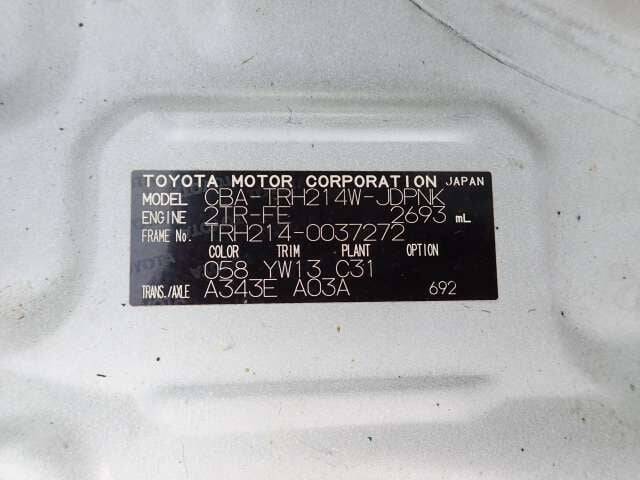 TOYOTA MOTOR CORPORATION JAPAN
MODEL CBA-TRH214W-JDPNK
ENGINE 2TR-FE 2693 mL
FRAME No. TRH214-0037272
COLOR TRIM PLANT OPTION
058 YW13 C31
TRANS./AXLE A343E A03A 692